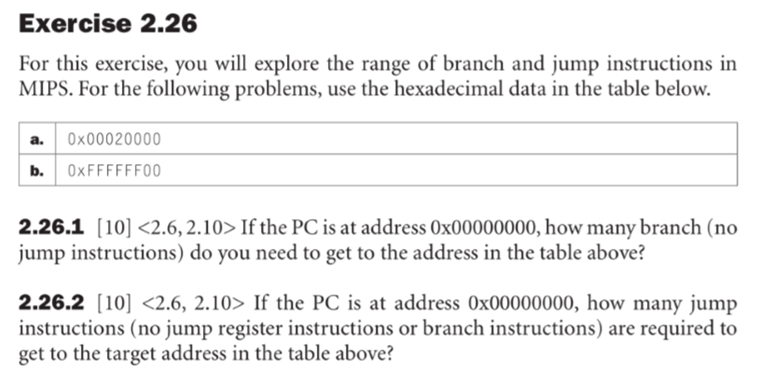 Exercise 2.26
For this exercise, you will explore the range of branch and jump instructions in
MIPS. For the following problems, use the hexadecimal data in the table below.
a. 0x00020000
b. 0xFFFFFF00
2.26.1 [10] <2.6, 2.10> If the PC is at address 0x00000000, how many branch (no
jump instructions) do you need to get to the address in the table above?
2.26.2 [10] <2.6, 2.10> If the PC is at address 0x00000000, how many jump
instructions (no jump register instructions or branch instructions) are required to
get to the target address in the table above?